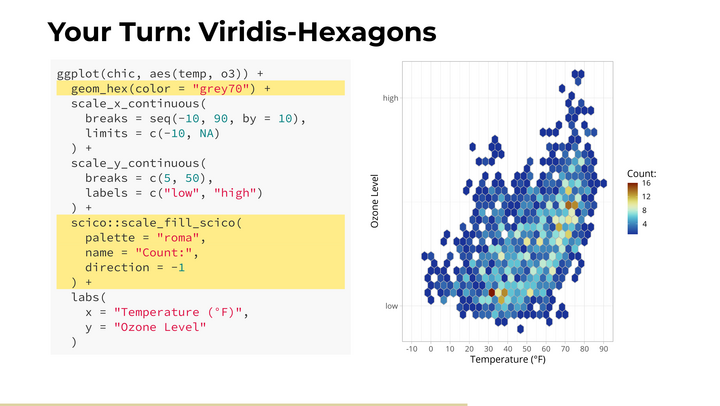 Your Turn: Viridis-Hexagons
ggplot(chic, aes(temp, o3)) +
  geom_hex(color = "grey70") +
  scale_x_continuous(
    breaks = seq(-10, 90, by = 10),
    limits = c(-10, NA)
  ) +
  scale_y_continuous(
    breaks = c(5, 50),
    labels = c("low", "high")
  ) +
  scico::scale_fill_scico(
    palette = "roma",
    name = "Count:",
    direction = -1
  ) +
  labs(
    x = "Temperature (°F)",
    y = "Ozone Level"
  )
high
low
Ozone Level
-10 0 10 20 30 40 50 60 70 80 90
Temperature (°F)
Count:
16
12
8
4